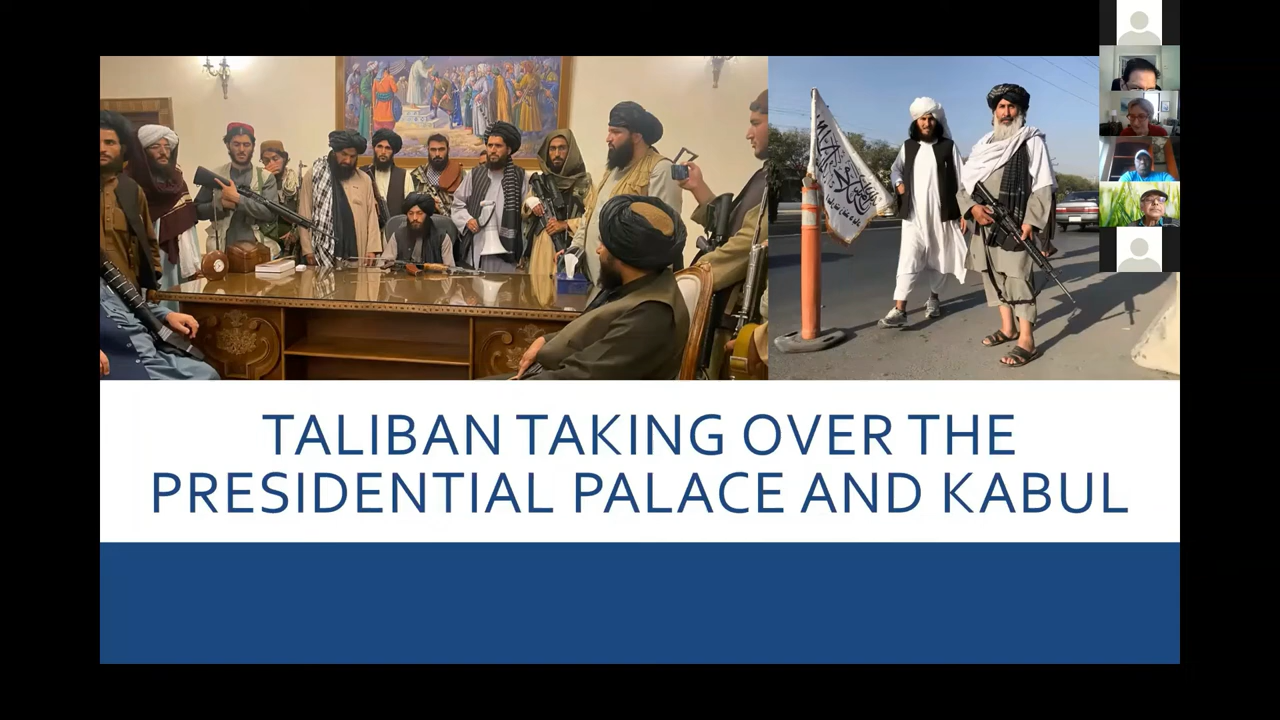 TALIBAN TAKING OVER THE
PRESIDENTIAL PALACE AND KABUL